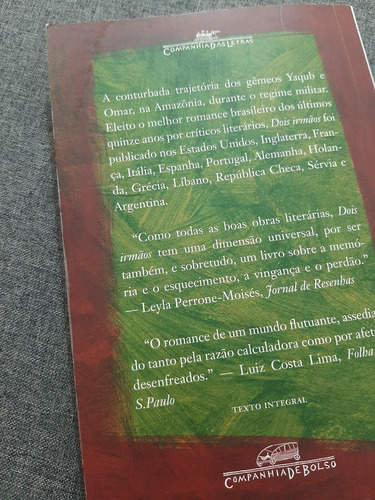 COMPANHIA DAS LETRAS
A conturbada trajetória dos gêmeos Yaqub e
Omar, na Amazônia, durante o regime militar.
Eleito o melhor romance brasileiro dos últimos
quinze anos por críticos literários, Dois irmãos foi
publicado nos Estados Unidos, Inglaterra, Fran-
ça, Itália, Espanha, Portugal, Alemanha, Holan-
da, Grécia, Líbano, República Checa, Sérvia e
Argentina.
“Como todas as boas obras literárias, Dois
irmãos tem uma dimensão universal, por ser
também, e sobretudo, um livro sobre a memó-
ria e o esquecimento, a vingança e o perdão.”
— Leyla Perrone-Moisés, Jornal de Resenhas
“O romance de um mundo flutuante, assedia
do tanto pela razão calculadora como por afet
desenfreados.” — Luiz Costa Lima, Folha
S.Paulo
TEXTO INTEGRAL
COMPANHIA DE BOLSO